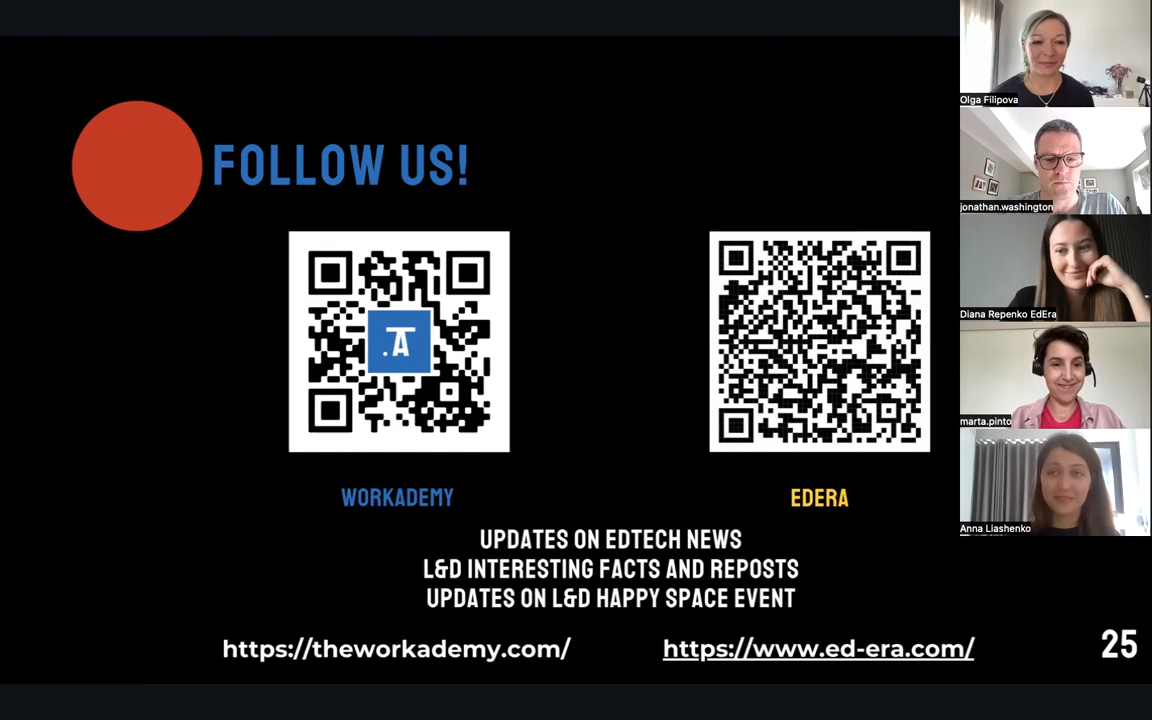 FOLLOW US!
.A
WORKADEMY
EDERA
UPDATES ON EDTECH NEWS
L&D INTERESTING FACTS AND REPOSTS
UPDATES ON L&D HAPPY SPACE EVENT
https://theworkademy.com/
https://www.ed-era.com/
25
Olga Filipova
jonathan.washington
Diana Repenko EdEra
marta.pinto
Anna Liashenko